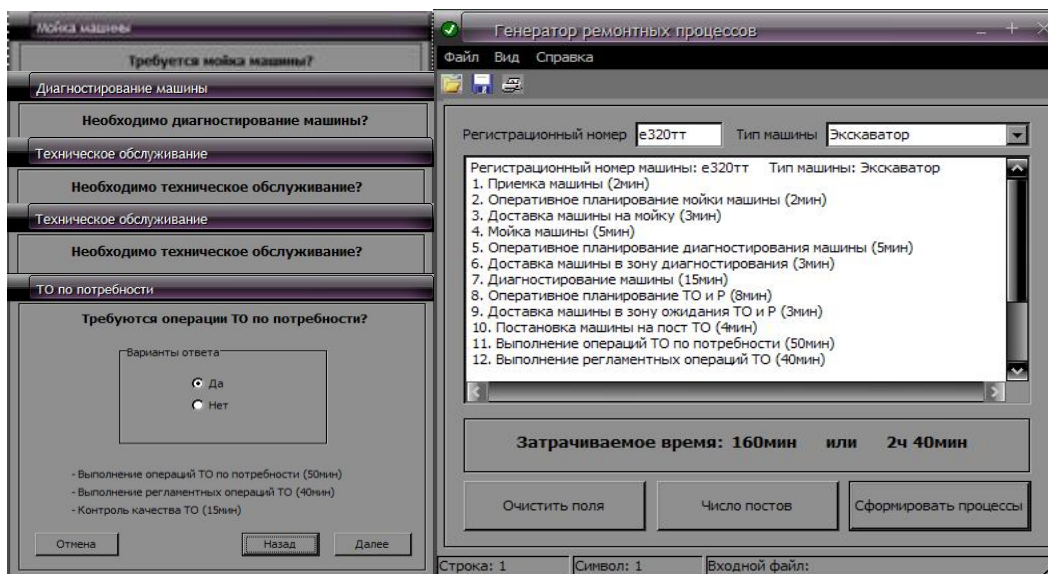 Мойка машины
Требуется мойка машины?
Диагностирование машины
Необходимо диагностирование машины?
Техническое обслуживание
Необходимо техническое обслуживание?
Техническое обслуживание
Необходимо техническое обслуживание?
ТО по потребности
Требуются операции ТО по потребности?
Варианты ответа
Да
Нет
- Выполнение операций ТО по потребности (50мин)
- Выполнение регламентных операций ТО (40мин)
- Контроль качества ТО (15мин)
Отмена Назад Далее
Генератор ремонтных процессов
Файл Вид Справка
Регистрационный номер е320тт Тип машины Экскаватор
Регистрационный номер машины: е320тт Тип машины: Экскаватор
1. Приемка машины (2мин)
2. Оперативное планирование мойки машины (2мин)
3. Доставка машины на мойку (3мин)
4. Мойка машины (5мин)
5. Оперативное планирование диагностирования машины (5мин)
6. Доставка машины в зону диагностирования (3мин)
7. Диагностирование машины (15мин)
8. Оперативное планирование ТО и Р (8мин)
9. Доставка машины в зону ожидания ТО и Р (3мин)
10. Постановка машины на пост ТО (4мин)
11. Выполнение операций ТО по потребности (50мин)
12. Выполнение регламентных операций ТО (40мин)
Затрачиваемое время: 160мин или 2ч 40мин
Очистить поля Число постов Сформировать процессы
Строка: 1 Символ: 1 Входной файл: